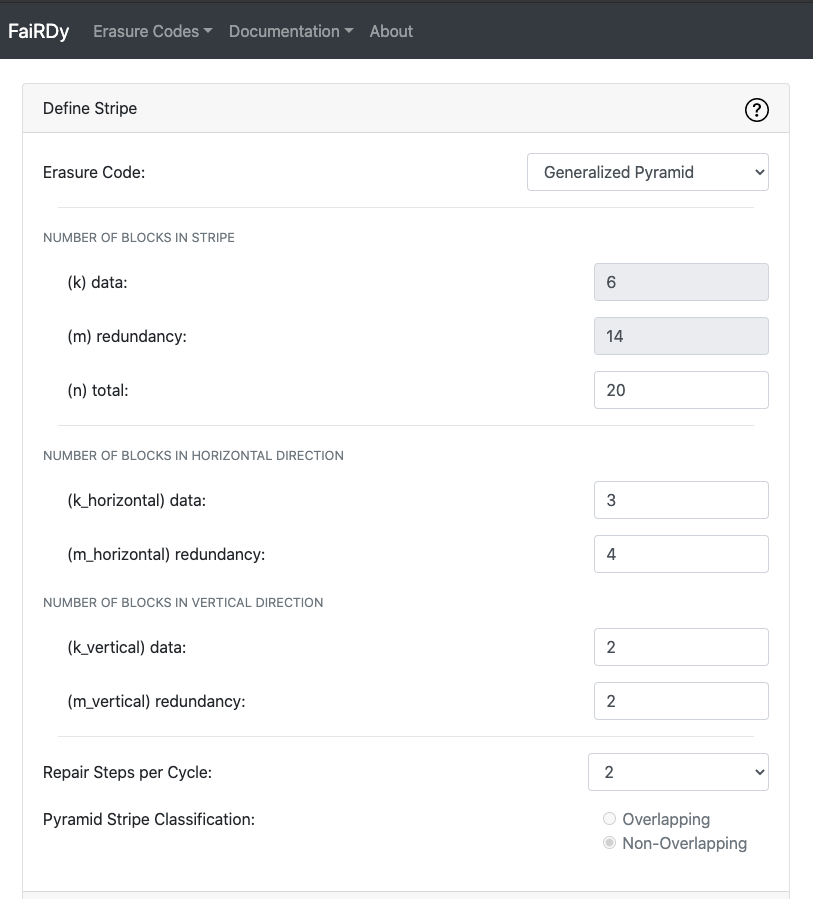 FaiRDy Erasure Codes Documentation About
Define Stripe ?
Erasure Code: Generalized Pyramid
NUMBER OF BLOCKS IN STRIPE
(k) data: 6
(m) redundancy: 14
(n) total: 20
NUMBER OF BLOCKS IN HORIZONTAL DIRECTION
(k_horizontal) data: 3
(m_horizontal) redundancy: 4
NUMBER OF BLOCKS IN VERTICAL DIRECTION
(k_vertical) data: 2
(m_vertical) redundancy: 2
Repair Steps per Cycle: 2
Pyramid Stripe Classification: Overlapping
Non-Overlapping